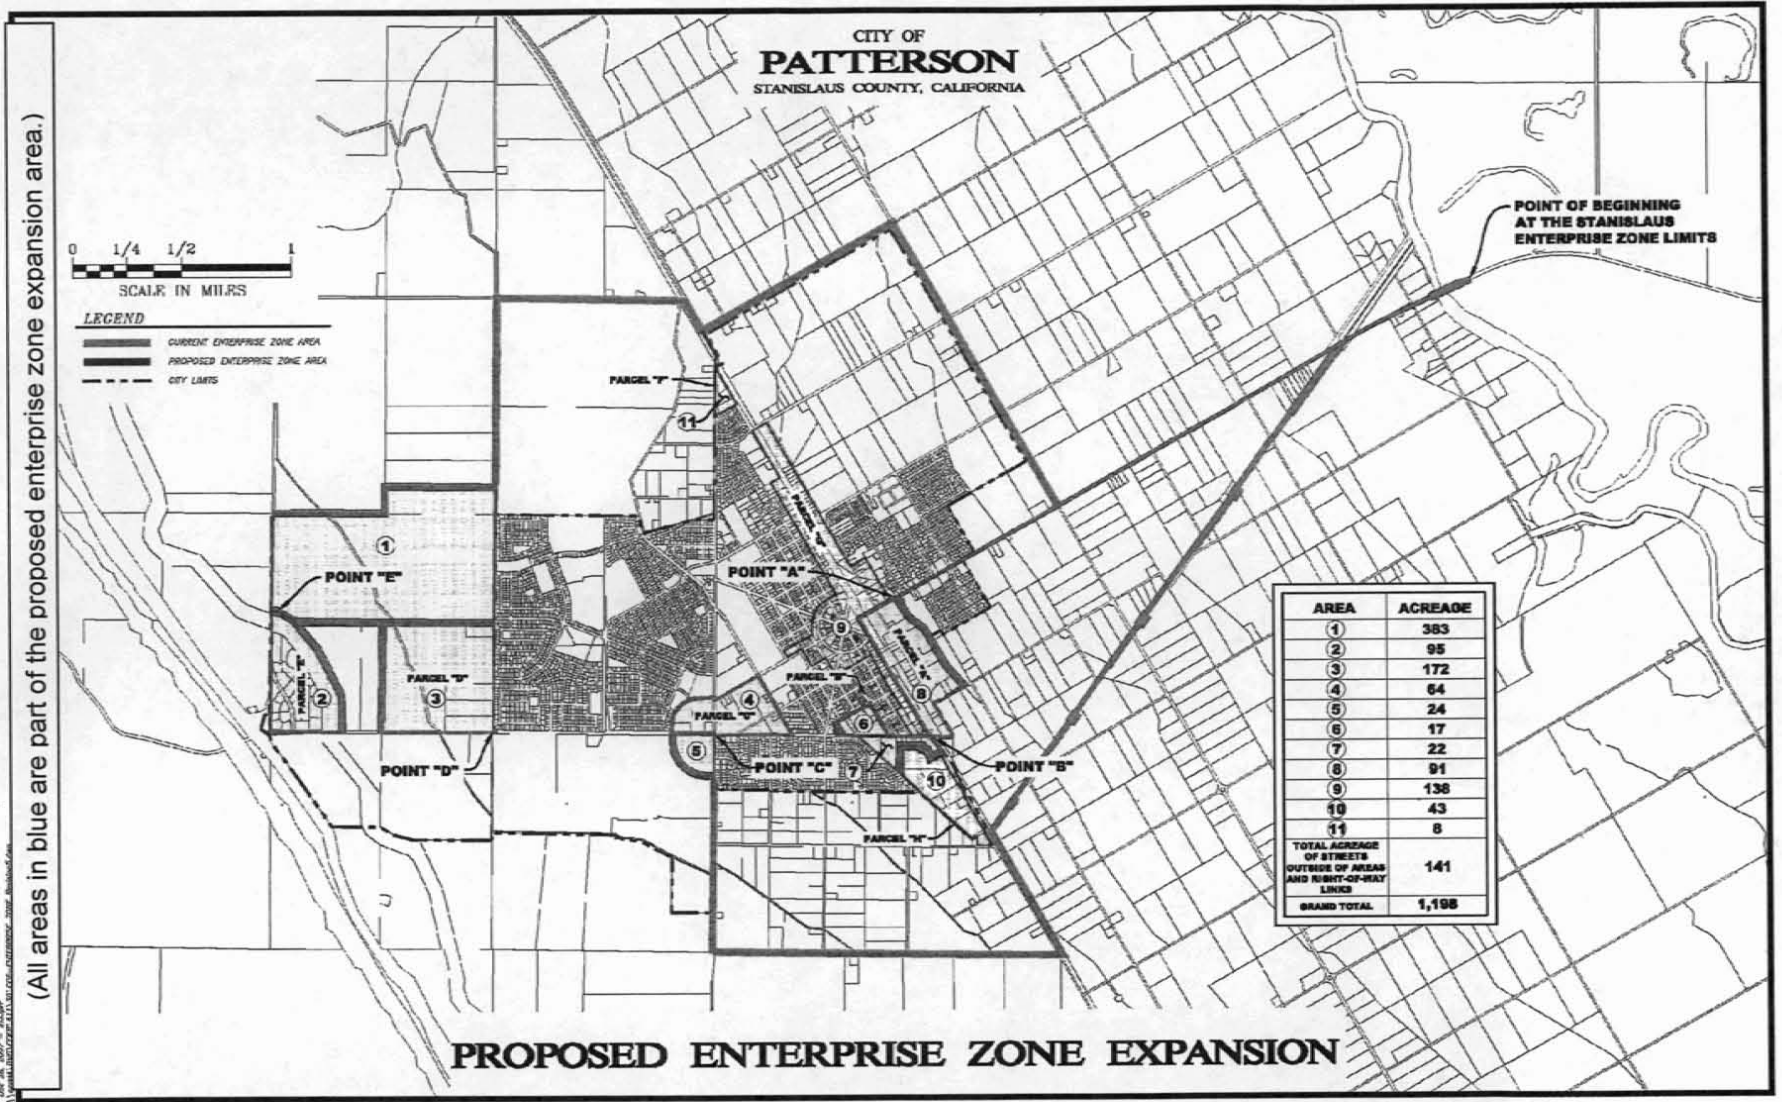 CITY OF
PATTERSON
STANISLAUS COUNTY, CALIFORNIA
(All areas in blue are part of the proposed enterprise zone expansion area.)
0 1/4 1/2 1
SCALE IN MILES
LEGEND
CURRENT ENTERPRISE ZONE AREA
PROPOSED ENTERPRISE ZONE AREA
CITY LIMITS
POINT OF BEGINNING
AT THE STANISLAUS
ENTERPRISE ZONE LIMITS
PARCEL "F"
11
PARCEL
1
POINT "E"
POINT "A"
9
PARCEL
PARCEL "E"
2
PARCEL "D"
3
PARCEL "B"
8
4
PARCEL "C"
6
5
POINT "D"
POINT "C"
7
10
POINT "B"
PARCEL "H"
AREA ACREAGE
1 383
2 95
3 172
4 64
5 24
6 17
7 22
8 91
9 138
10 43
11 8
TOTAL ACREAGE
OF STREETS
OUTSIDE OF AREAS
AND RIGHT-OF-WAY
LINKS
141
GRAND TOTAL 1,198
PROPOSED ENTERPRISE ZONE EXPANSION